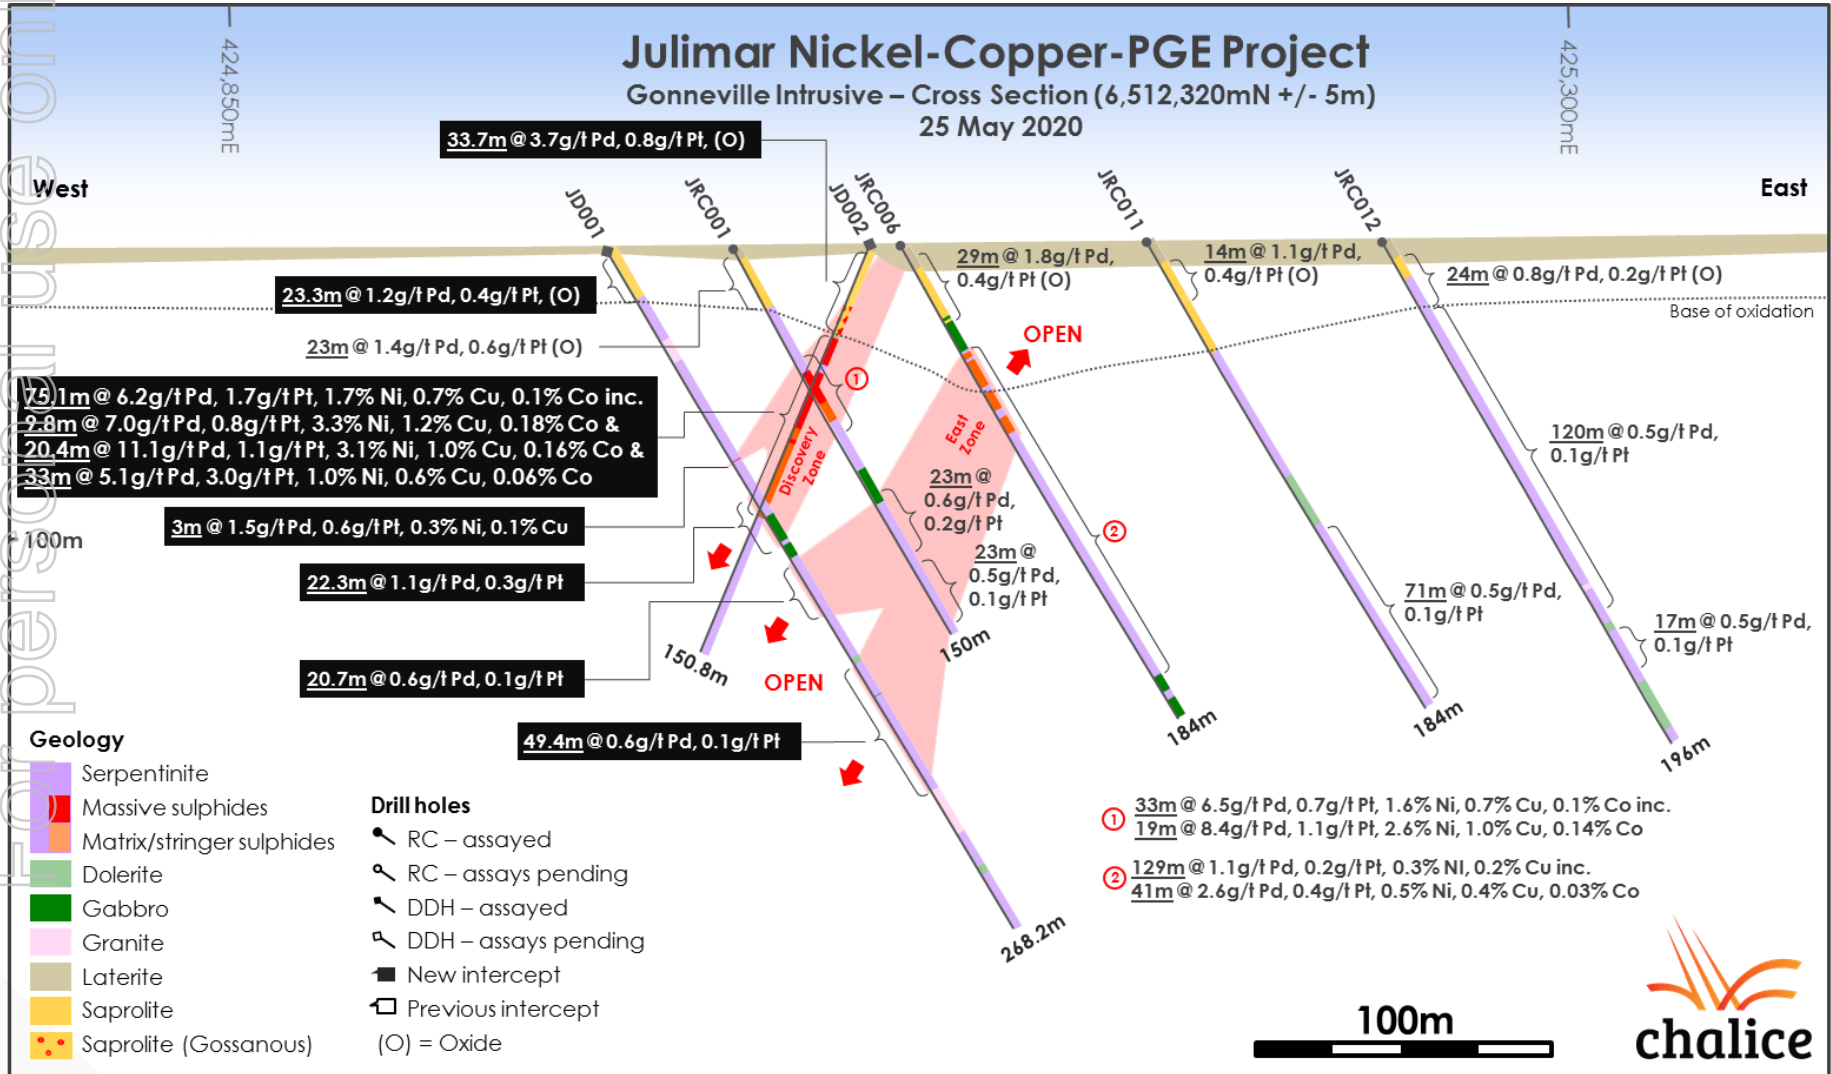 For personal use only
424,850mE
Julimar Nickel-Copper-PGE Project
Gonneville Intrusive – Cross Section (6,512,320mN +/- 5m)
25 May 2020
425,300mE
West
East
33.7m @ 3.7g/t Pd, 0.8g/t Pt, (O)
JD001
JRC001
JD002
JRC006
JRC011
JRC012
29m @ 1.8g/t Pd,
0.4g/t Pt (O)
14m @ 1.1g/t Pd,
0.4g/t Pt (O)
24m @ 0.8g/t Pd, 0.2g/t Pt (O)
23.3m @ 1.2g/t Pd, 0.4g/t Pt, (O)
Base of oxidation
23m @ 1.4g/t Pd, 0.6g/t Pt (O)
OPEN
1
75.1m @ 6.2g/t Pd, 1.7g/t Pt, 1.7% Ni, 0.7% Cu, 0.1% Co inc.
9.8m @ 7.0g/t Pd, 0.8g/t Pt, 3.3% Ni, 1.2% Cu, 0.18% Co &
20.4m @ 11.1g/t Pd, 1.1g/t Pt, 3.1% Ni, 1.0% Cu, 0.16% Co &
33m @ 5.1g/t Pd, 3.0g/t Pt, 1.0% Ni, 0.6% Cu, 0.06% Co
Discovery
Zone
East
Zone
120m @ 0.5g/t Pd,
0.1g/t Pt
23m @
0.6g/t Pd,
0.2g/t Pt
3m @ 1.5g/t Pd, 0.6g/t Pt, 0.3% Ni, 0.1% Cu
2
100m
23m @
0.5g/t Pd,
0.1g/t Pt
22.3m @ 1.1g/t Pd, 0.3g/t Pt
71m @ 0.5g/t Pd,
0.1g/t Pt
17m @ 0.5g/t Pd,
0.1g/t Pt
150.8m
150m
20.7m @ 0.6g/t Pd, 0.1g/t Pt
OPEN
184m
184m
196m
49.4m @ 0.6g/t Pd, 0.1g/t Pt
268.2m
1 33m @ 6.5g/t Pd, 0.7g/t Pt, 1.6% Ni, 0.7% Cu, 0.1% Co inc.
19m @ 8.4g/t Pd, 1.1g/t Pt, 2.6% Ni, 1.0% Cu, 0.14% Co
2 129m @ 1.1g/t Pd, 0.2g/t Pt, 0.3% NI, 0.2% Cu inc.
41m @ 2.6g/t Pd, 0.4g/t Pt, 0.5% Ni, 0.4% Cu, 0.03% Co
Geology
Serpentinite
Massive sulphides
Matrix/stringer sulphides
Dolerite
Gabbro
Granite
Laterite
Saprolite
Saprolite (Gossanous)
Drill holes
RC – assayed
RC – assays pending
DDH – assayed
DDH – assays pending
New intercept
Previous intercept
(O) = Oxide
100m
chalice